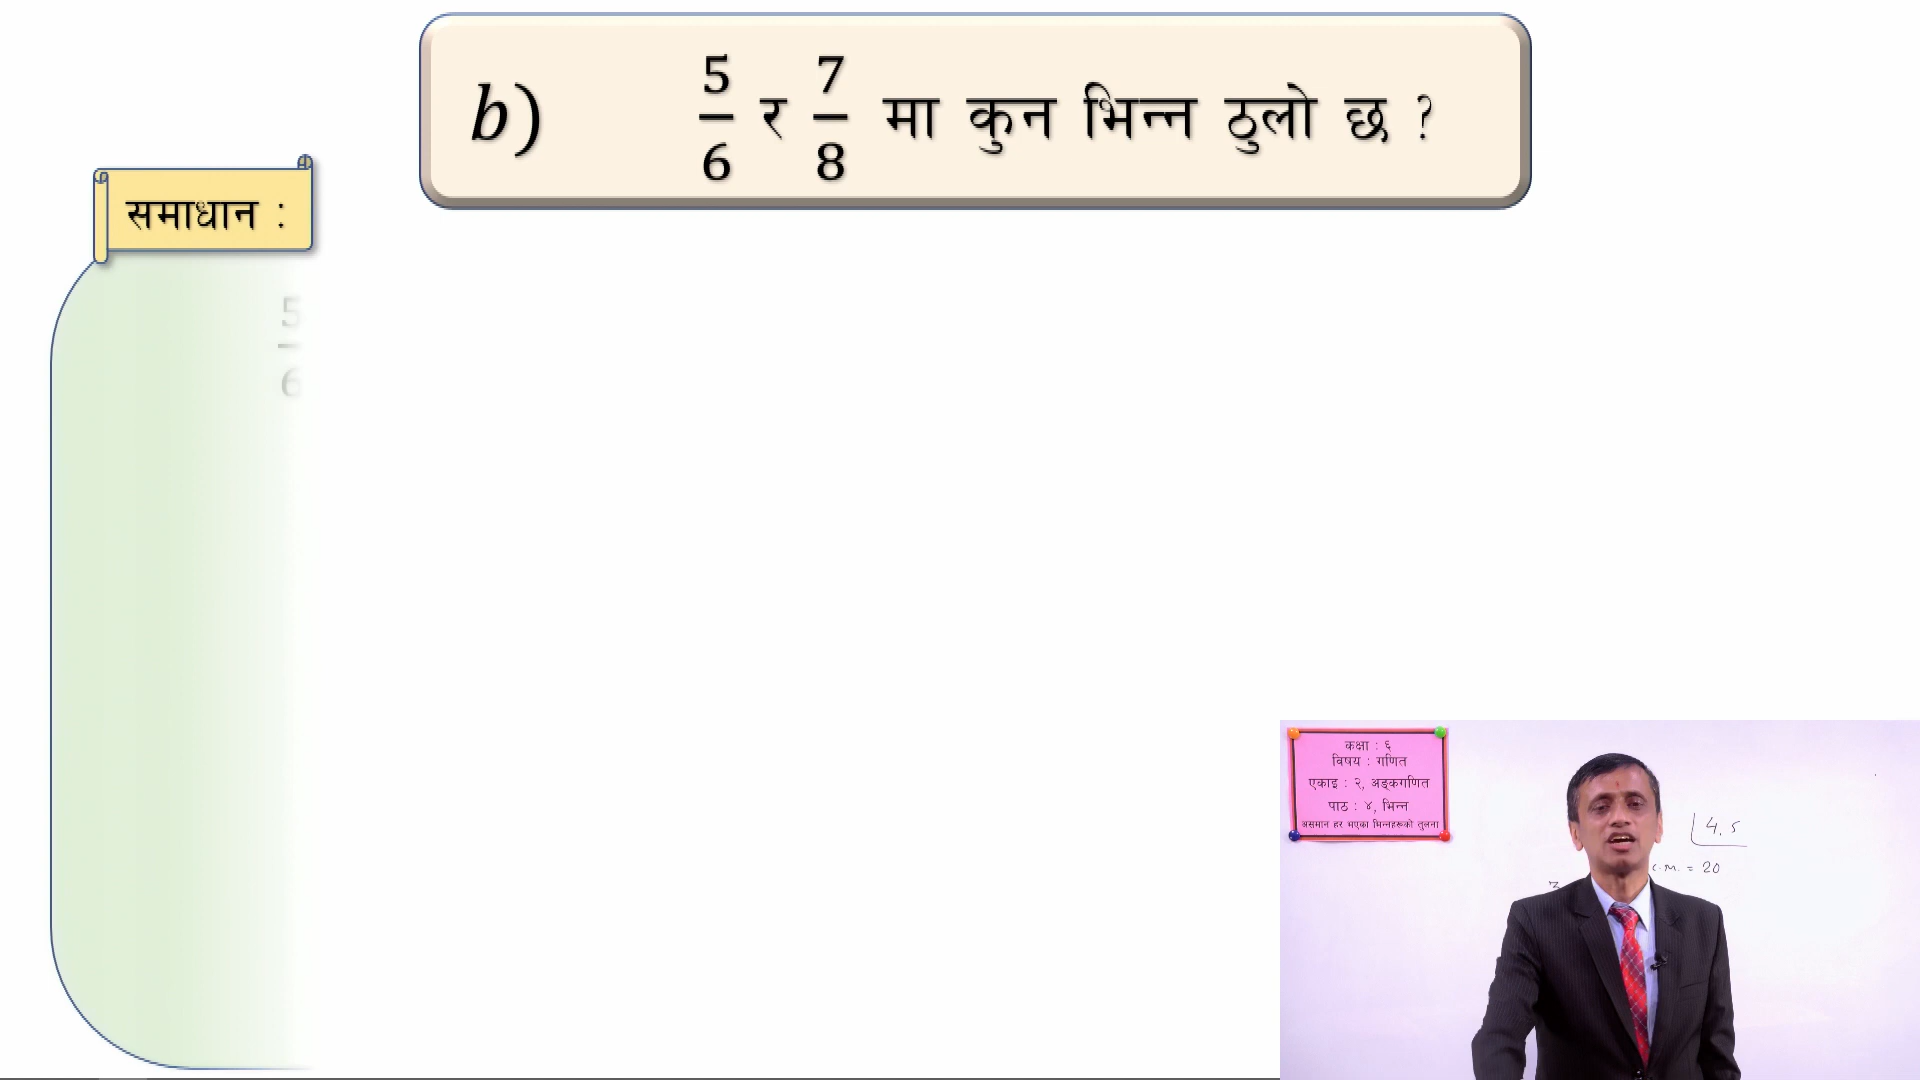 b) 5/6 र 7/8 मा कुन भिन्न ठुलो छ ?
समाधान :
5/6
कक्षा : ६
विषय : गणित
एकाइ : २, अङ्कगणित
पाठ : ४, भिन्न
असमान हर भएका भिन्नहरूको तुलना
4, 5
c.m. = 20